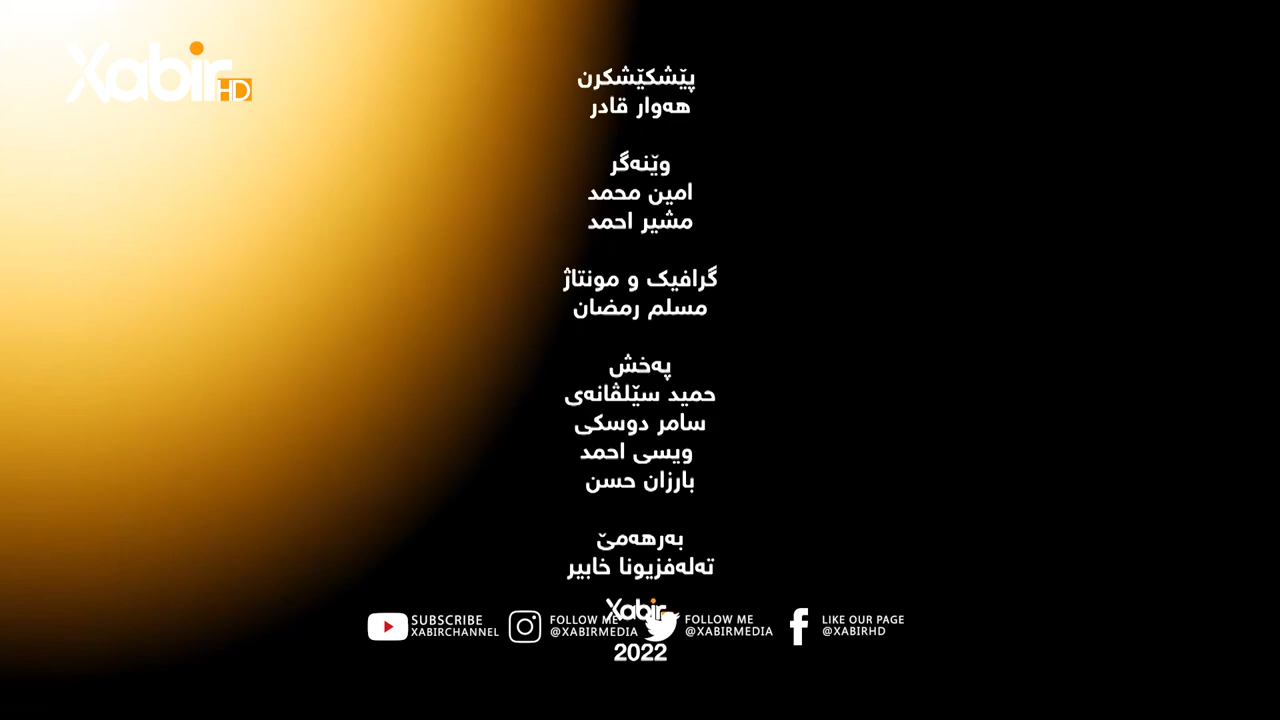 Xabir HD
پێشکێشکرن
هەوار قادر
وێنەگر
امین محمد
مشیر احمد
گرافیک و مونتاژ
مسلم رمضان
پەخش
حمید سێلڤانەی
سامر دوسکی
ویسی احمد
بارزان حسن
بەرهەمێ
تەلەفزیونا خابیر
Xabir
SUBSCRIBE
XABIRCHANNEL
FOLLOW ME
@XABIRMEDIA
FOLLOW ME
@XABIRMEDIA
LIKE OUR PAGE
@XABIRHD
2022